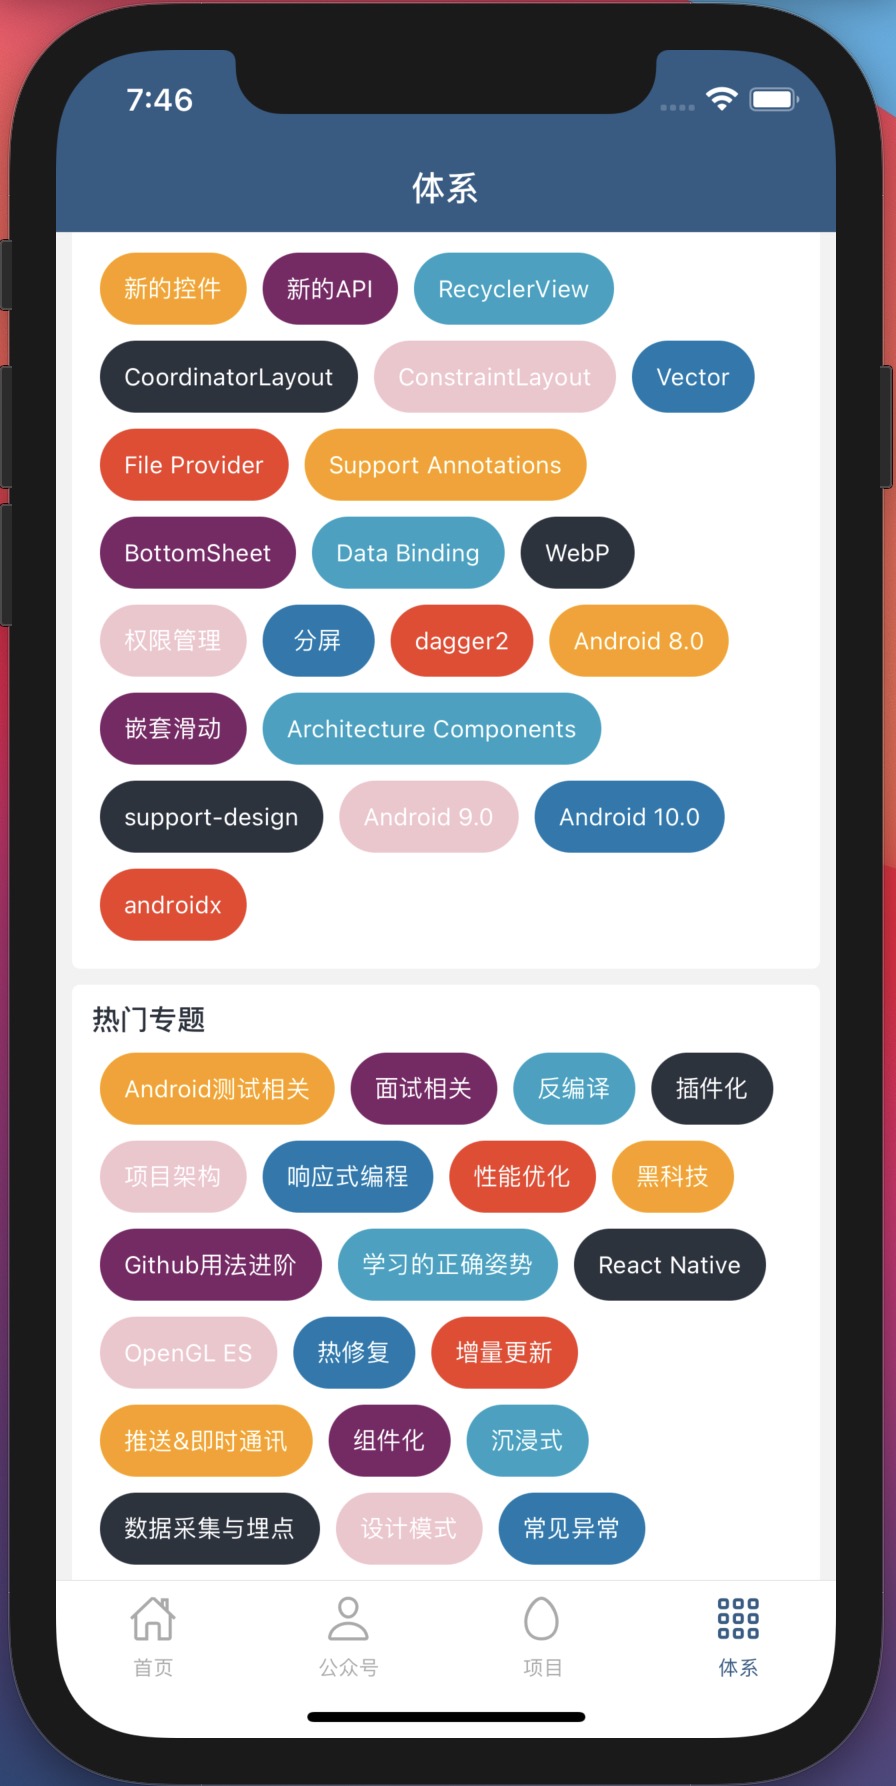 7:46
体系
新的控件 新的API RecyclerView
CoordinatorLayout ConstraintLayout Vector
File Provider Support Annotations
BottomSheet Data Binding WebP
权限管理 分屏 dagger2 Android 8.0
嵌套滑动 Architecture Components
support-design Android 9.0 Android 10.0
androidx
热门专题
Android测试相关 面试相关 反编译 插件化
项目架构 响应式编程 性能优化 黑科技
Github用法进阶 学习的正确姿势 React Native
OpenGL ES 热修复 增量更新
推送&即时通讯 组件化 沉浸式
数据采集与埋点 设计模式 常见异常
首页 公众号 项目 体系